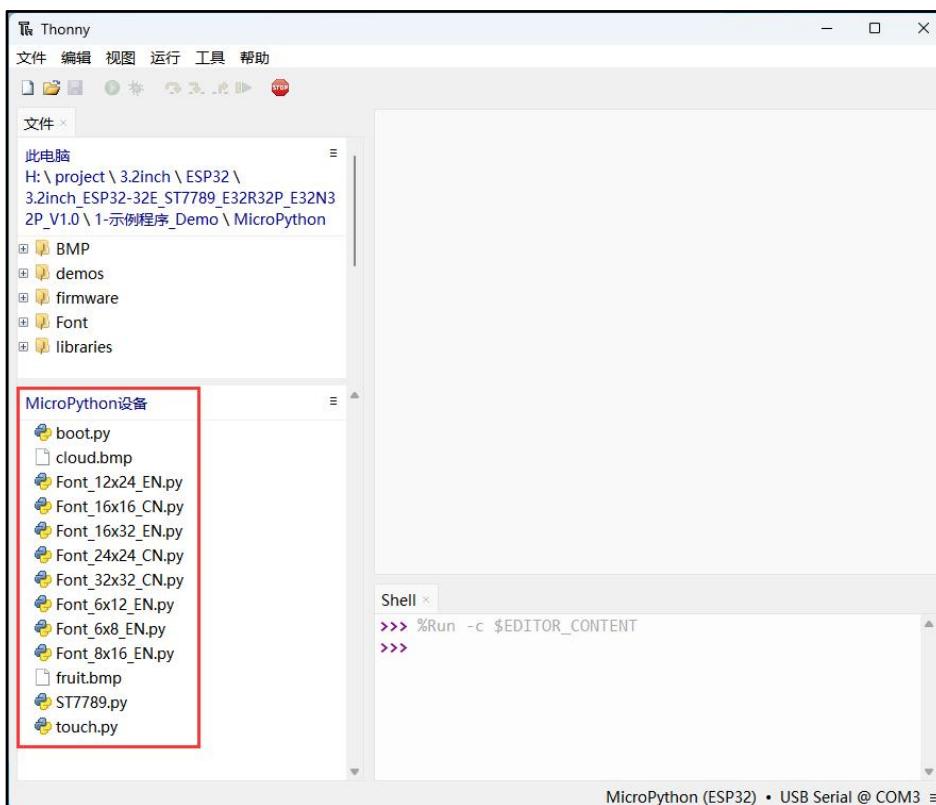 Thonny
文件 编辑 视图 运行 工具 帮助
STOP
文件
此电脑
H: \ project \ 3.2inch \ ESP32 \
3.2inch_ESP32-32E_ST7789_E32R32P_E32N3
2P_V1.0 \ 1-示例程序_Demo \ MicroPython
BMP
demos
firmware
Font
libraries
MicroPython设备
boot.py
cloud.bmp
Font_12x24_EN.py
Font_16x16_CN.py
Font_16x32_EN.py
Font_24x24_CN.py
Font_32x32_CN.py
Font_6x12_EN.py
Font_6x8_EN.py
Font_8x16_EN.py
fruit.bmp
ST7789.py
touch.py
Shell
>>> %Run -c $EDITOR_CONTENT
>>>
MicroPython (ESP32) • USB Serial @ COM3